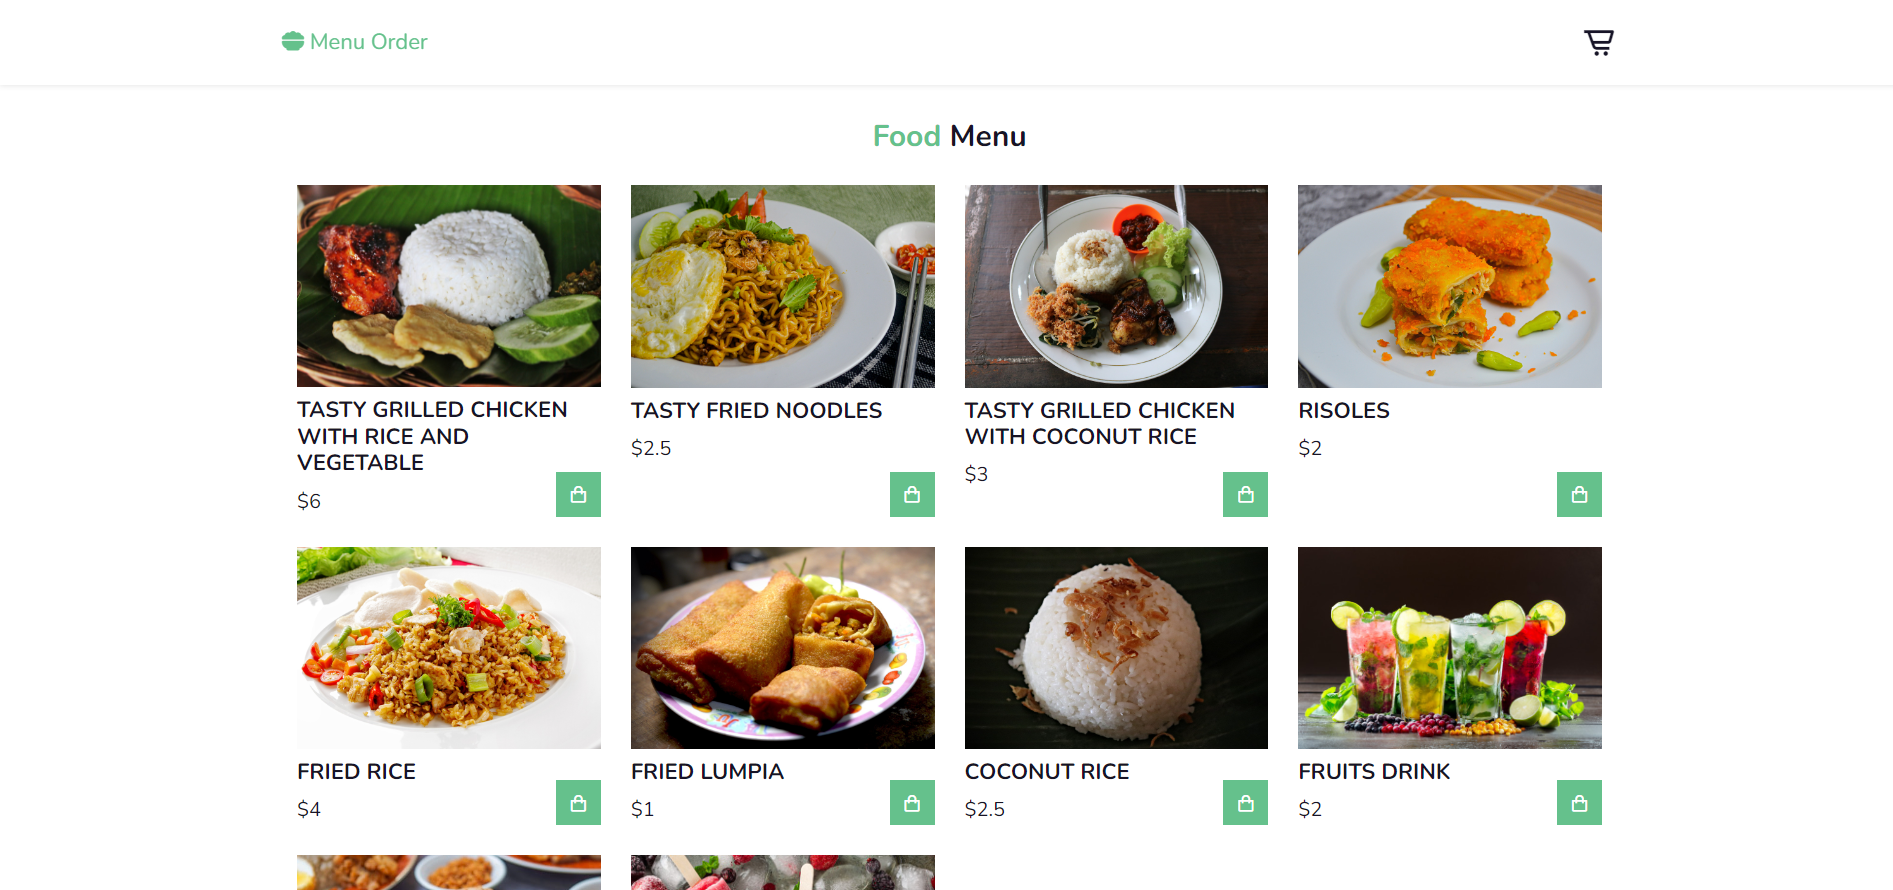 Menu Order
Food Menu
TASTY GRILLED CHICKEN
WITH RICE AND
VEGETABLE
$6
TASTY FRIED NOODLES
$2.5
TASTY GRILLED CHICKEN
WITH COCONUT RICE
$3
RISOLES
$2
FRIED RICE
$4
FRIED LUMPIA
$1
COCONUT RICE
$2.5
FRUITS DRINK
$2